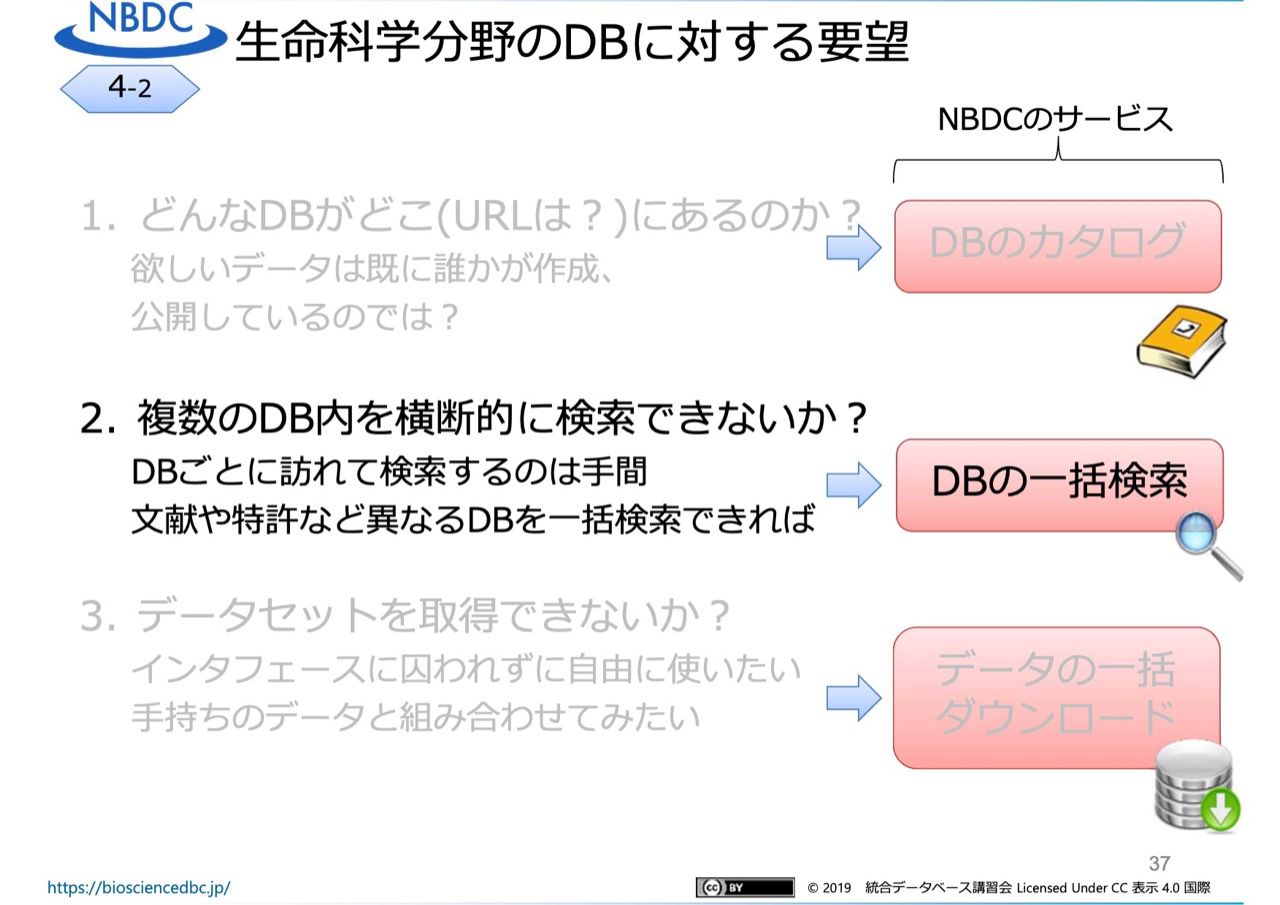 NBDC
生命科学分野のDBに対する要望
4-2
NBDCのサービス
1. どんなDBがどこ(URLは？)にあるのか？
欲しいデータは既に誰かが作成、
公開しているのでは？
DBのカタログ
2. 複数のDB内を横断的に検索できないか？
DBごとに訪れて検索するのは手間
文献や特許など異なるDBを一括検索できれば
DBの一括検索
3. データセットを取得できないか？
インタフェースに囚われずに自由に使いたい
手持ちのデータと組み合わせてみたい
データの一括
ダウンロード
37
https://biosciencedbc.jp/
cc BY
© 2019 統合データベース講習会 Licensed Under CC 表示 4.0 国際